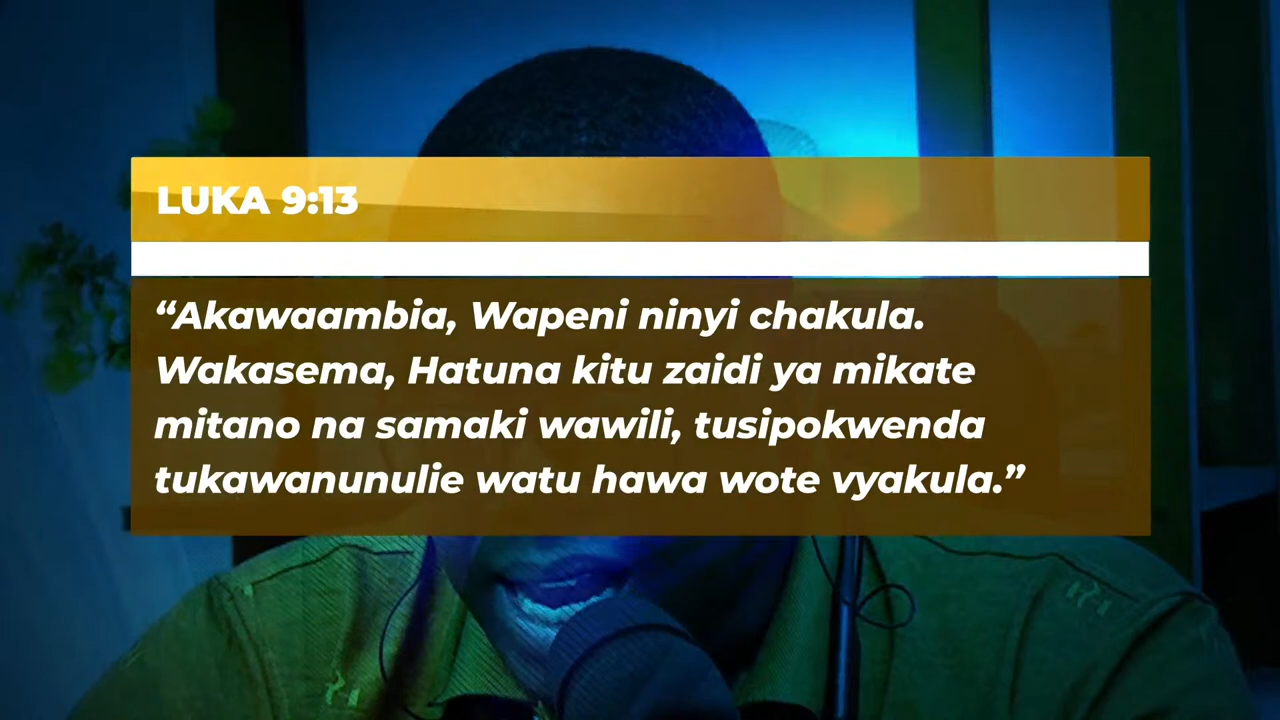 LUKA 9:13
“Akawaambia, Wapeni ninyi chakula.
Wakasema, Hatuna kitu zaidi ya mikate
mitano na samaki wawili, tusipokwenda
tukawanunulie watu hawa wote vyakula.”